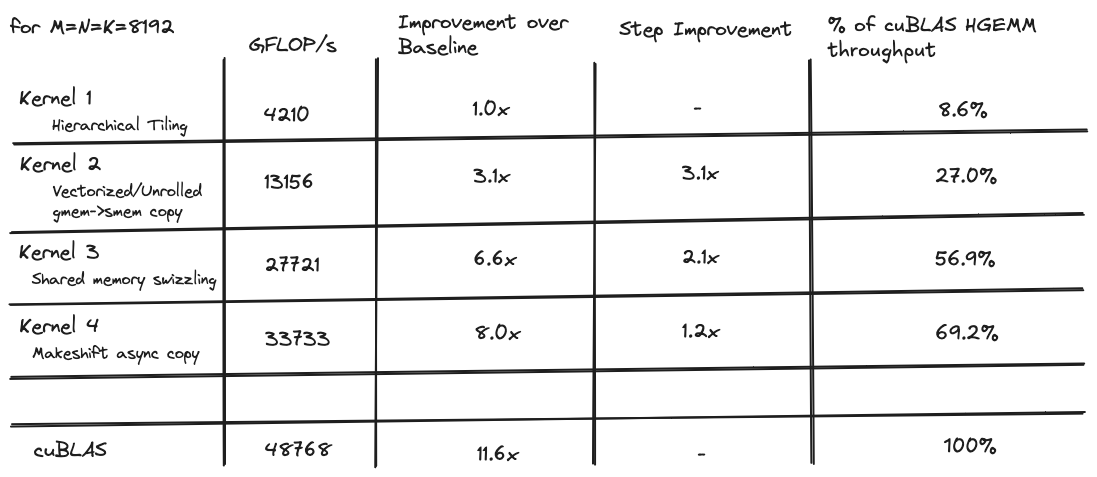 for M=N=K=8192
GFLOP/s
Improvement over
Baseline
Step Improvement
% of cuBLAS HGEMM
throughput
Kernel 1
Hierarchical Tiling
4210
1.0x
-
8.6%
Kernel 2
Vectorized/Unrolled
gmem->smem copy
13156
3.1x
3.1x
27.0%
Kernel 3
Shared memory swizzling
27721
6.6x
2.1x
56.9%
Kernel 4
Makeshift async copy
33733
8.0x
1.2x
69.2%
cuBLAS
48768
11.6x
-
100%